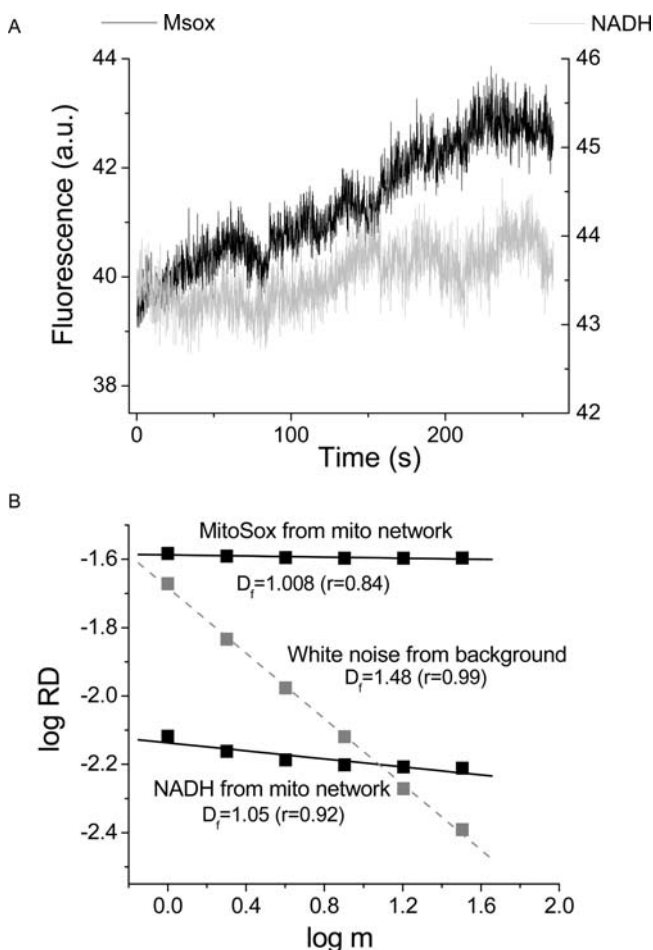 A
Msox
NADH
44
46
42
45
40
44
43
38
42
0
100
200
Fluorescence (a.u.)
Time (s)
B
MitoSox from mito network
-1.6
D_f=1.008 (r=0.84)
-1.8
White noise from background
D_f=1.48 (r=0.99)
-2.0
log RD
-2.2
NADH from mito network
D_f=1.05 (r=0.92)
-2.4
0.0
0.4
0.8
1.2
1.6
2.0
log m